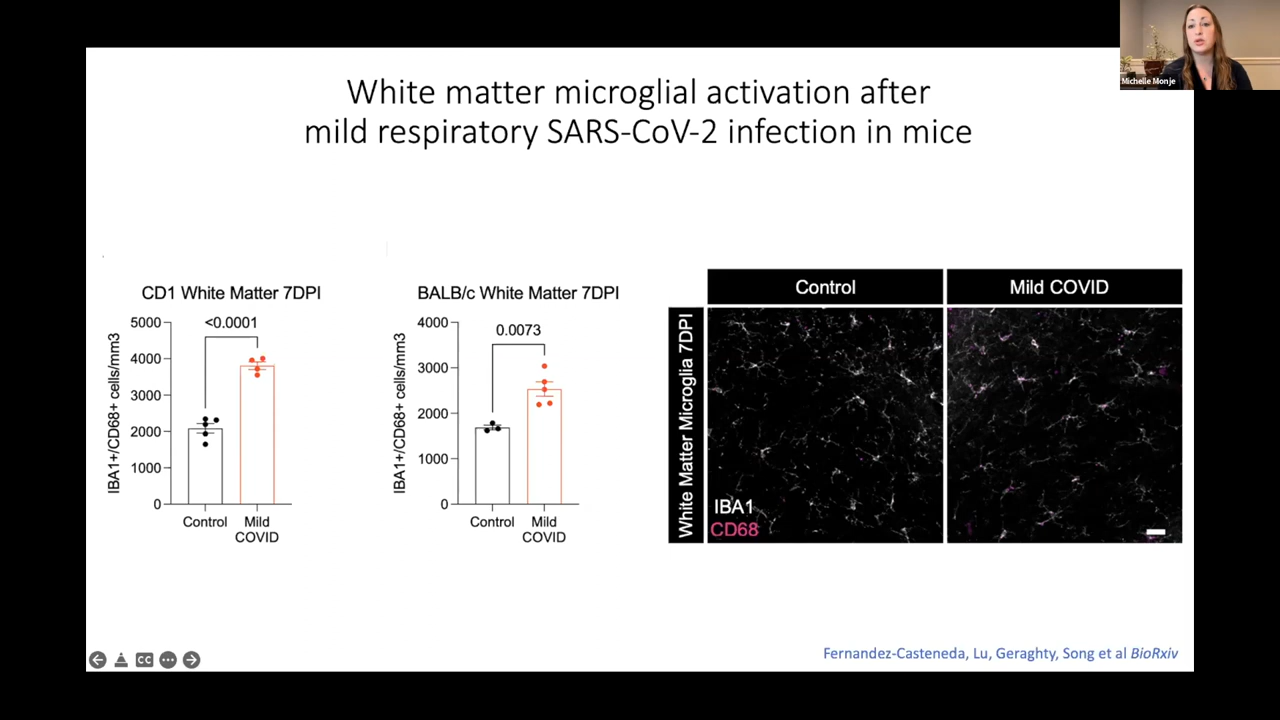 Michelle Monje
White matter microglial activation after
mild respiratory SARS-CoV-2 infection in mice
CD1 White Matter 7DPI
<0.0001
IBA1+/CD68+ cells/mm3
5000
4000
3000
2000
1000
0
Control
Mild
COVID
BALB/c White Matter 7DPI
0.0073
IBA1+/CD68+ cells/mm3
4000
3000
2000
1000
0
Control
Mild
COVID
Control
Mild COVID
White Matter Microglia 7DPI
IBA1
CD68
Fernandez-Casteneda, Lu, Geraghty, Song et al BioRxiv
CC